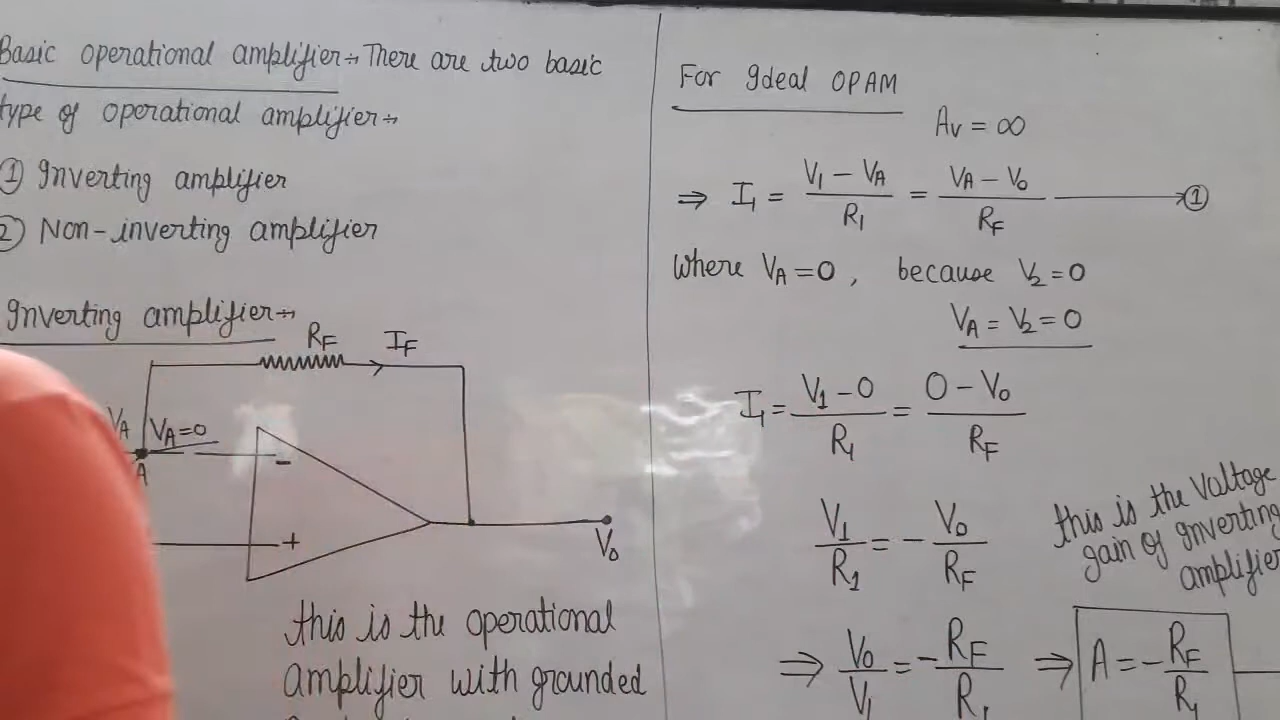 Basic operational amplifier→ There are two basic
type of operational amplifier→
① Inverting amplifier
② Non-inverting amplifier
Inverting amplifier→
RF IF
VA VA=0
A
-
+
V0
this is the operational
amplifier with grounded
For Ideal OPAM
Av = ∞
⇒ I1 = (V1 - VA)/R1 = (VA - V0)/RF → ①
Where VA = 0, because V2 = 0
VA = V2 = 0
I1 = (V1 - 0)/R1 = (0 - V0)/RF
V1/R1 = - V0/RF
this is the Voltage
gain of Inverting
amplifier
⇒ V0/V1 = -RF/R1 ⇒ A = -RF/R1